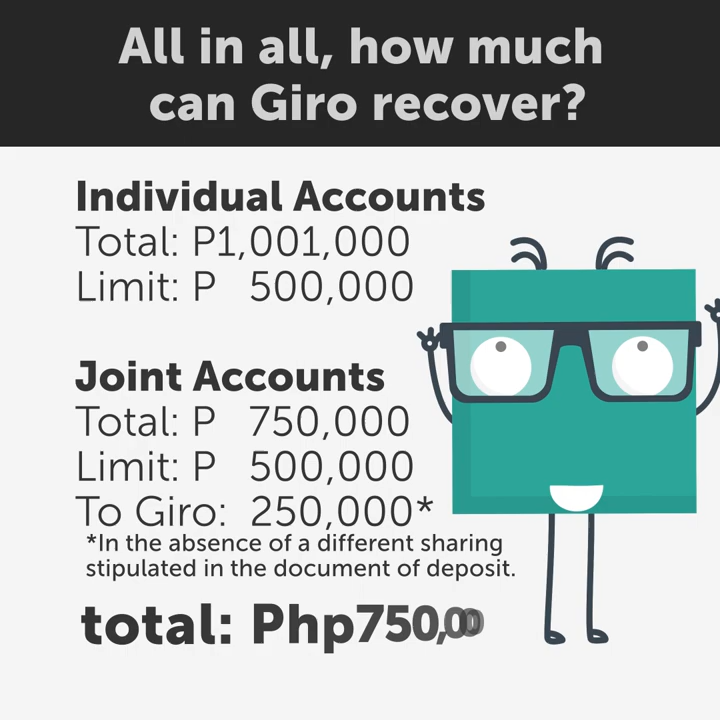 All in all, how much
can Giro recover?
Individual Accounts
Total: P1,001,000
Limit: P 500,000
Joint Accounts
Total: P 750,000
Limit: P 500,000
To Giro: 250,000*
*In the absence of a different sharing
stipulated in the document of deposit.
total: Php750,00